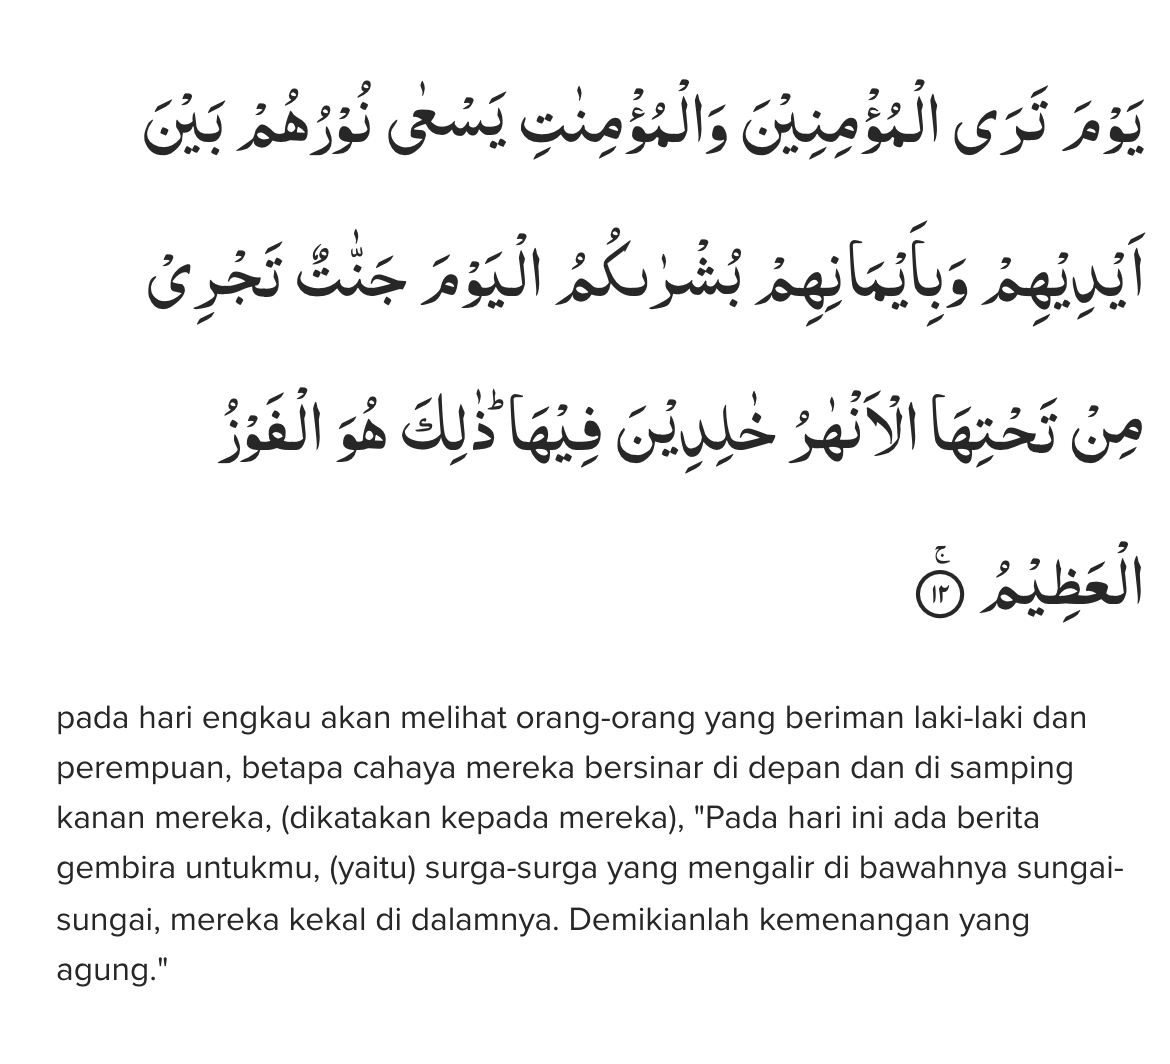 يَوْمَ تَرَى الْمُؤْمِنِيْنَ وَالْمُؤْمِنٰتِ يَسْعٰى نُوْرُهُمْ بَيْنَ
اَيْدِيْهِمْ وَبِاَيْمَانِهِمْ بُشْرٰىكُمُ الْيَوْمَ جَنّٰتٌ تَجْرِيْ
مِنْ تَحْتِهَا الْاَنْهٰرُ خٰلِدِيْنَ فِيْهَاۗ ذٰلِكَ هُوَ الْفَوْزُ
الْعَظِيْمُۚ ١٢
pada hari engkau akan melihat orang-orang yang beriman laki-laki dan
perempuan, betapa cahaya mereka bersinar di depan dan di samping
kanan mereka, (dikatakan kepada mereka), "Pada hari ini ada berita
gembira untukmu, (yaitu) surga-surga yang mengalir di bawahnya sungai-
sungai, mereka kekal di dalamnya. Demikianlah kemenangan yang
agung."